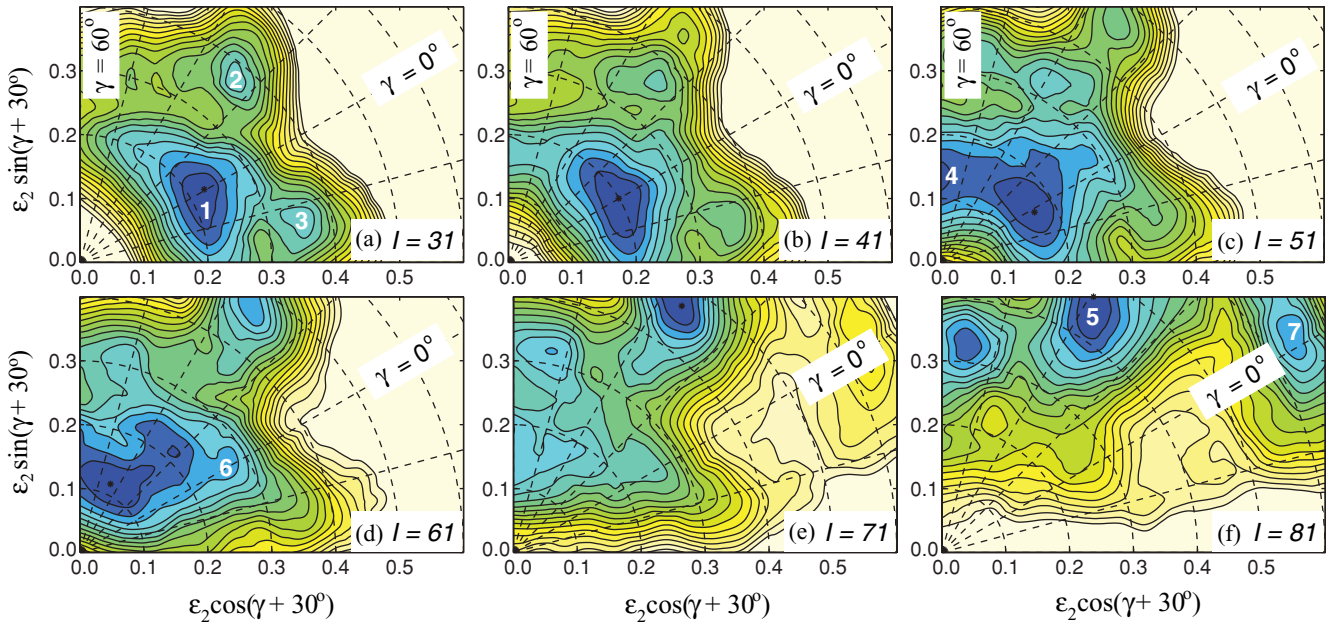 γ = 60°
γ = 0°
2
1
3
(a) I = 31
ε₂ sin(γ + 30°)
0.3
0.2
0.1
0.0
0.0 0.1 0.2 0.3 0.4 0.5
γ = 60°
γ = 0°
(b) I = 41
0.0 0.1 0.2 0.3 0.4 0.5
γ = 60°
γ = 0°
4
(c) I = 51
0.0 0.1 0.2 0.3 0.4 0.5
γ = 0°
6
(d) I = 61
ε₂ sin(γ + 30°)
0.3
0.2
0.1
0.0
0.0 0.1 0.2 0.3 0.4 0.5
ε₂cos(γ + 30°)
γ = 0°
(e) I = 71
0.0 0.1 0.2 0.3 0.4 0.5
ε₂cos(γ + 30°)
5
7
γ = 0°
(f) I = 81
0.0 0.1 0.2 0.3 0.4 0.5
ε₂cos(γ + 30°)